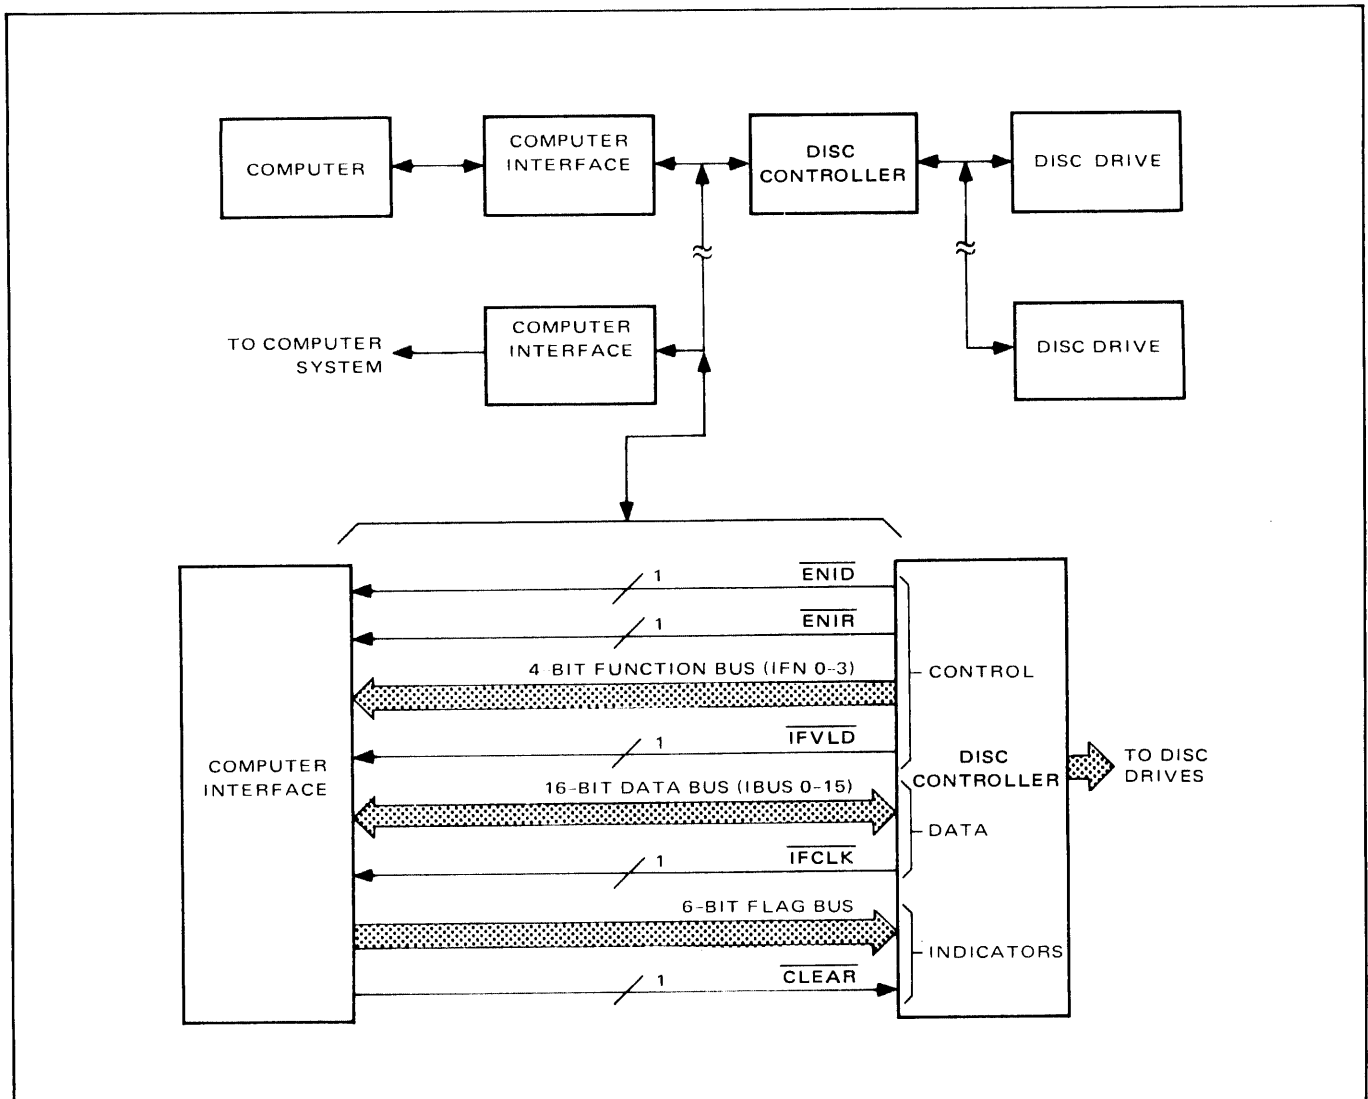 COMPUTER
COMPUTER
INTERFACE
DISC
CONTROLLER
DISC DRIVE
TO COMPUTER
SYSTEM
COMPUTER
INTERFACE
DISC DRIVE
1
ENID
1
ENIR
4-BIT FUNCTION BUS (IFN 0-3)
1
IFVLD
16-BIT DATA BUS (IBUS 0-15)
1
IFCLK
6-BIT FLAG BUS
1
CLEAR
COMPUTER
INTERFACE
CONTROL
DISC
CONTROLLER
DATA
INDICATORS
TO DISC
DRIVES